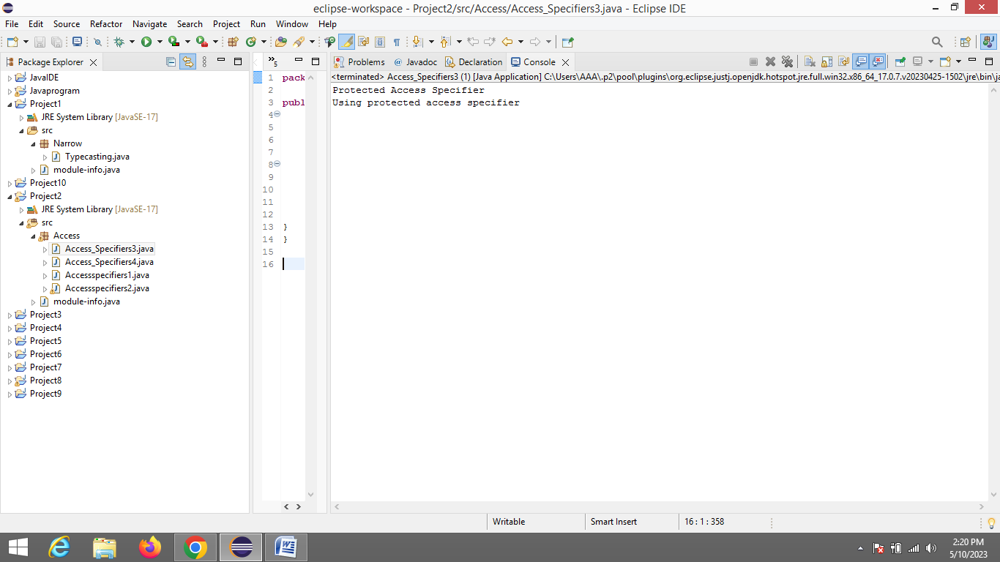 eclipse-workspace - Project2/src/Access/Access_Specifiers3.java - Eclipse IDE
File Edit Source Refactor Navigate Search Project Run Window Help
Package Explorer
JavaIDE
Javaprogram
Project1
JRE System Library [JavaSE-17]
src
Narrow
Typecasting.java
module-info.java
Project10
Project2
JRE System Library [JavaSE-17]
src
Access
Access_Specifiers3.java
Access_Specifiers4.java
Accessspecifiers1.java
Accessspecifiers2.java
module-info.java
Project3
Project4
Project5
Project6
Project7
Project8
Project9
»5
1 pack
2
3 publ
4
5
6
7
8
9
10
11
12
13 }
14 }
15
16
Problems @ Javadoc Declaration Console
<terminated> Access_Specifiers3 (1) [Java Application] C:\Users\AAA\.p2\pool\plugins\org.eclipse.justj.openjdk.hotspot.jre.full.win32.x86_64_17.0.7.v20230425-1502\jre\bin\ja
Protected Access Specifier
Using protected access specifier
Writable Smart Insert 16 : 1 : 358
2:20 PM
5/10/2023